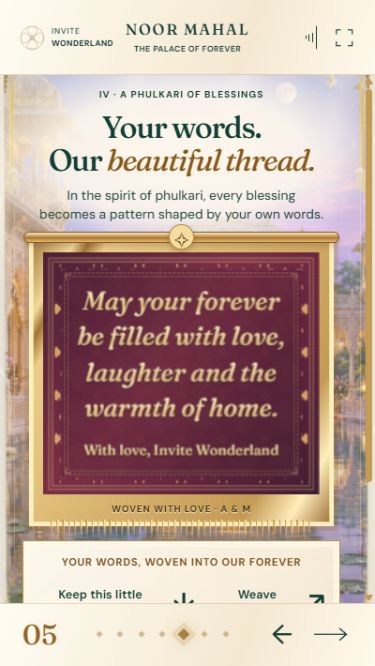 INVITE
WONDERLAND
NOOR MAHAL
THE PALACE OF FOREVER
IV · A PHULKARI OF BLESSINGS
Your words.
Our beautiful thread.
In the spirit of phulkari, every blessing
becomes a pattern shaped by your own words.
May your forever
be filled with love,
laughter and the
warmth of home.
With love, Invite Wonderland
WOVEN WITH LOVE · A & M
YOUR WORDS, WOVEN INTO OUR FOREVER
Keep this little
Weave
05